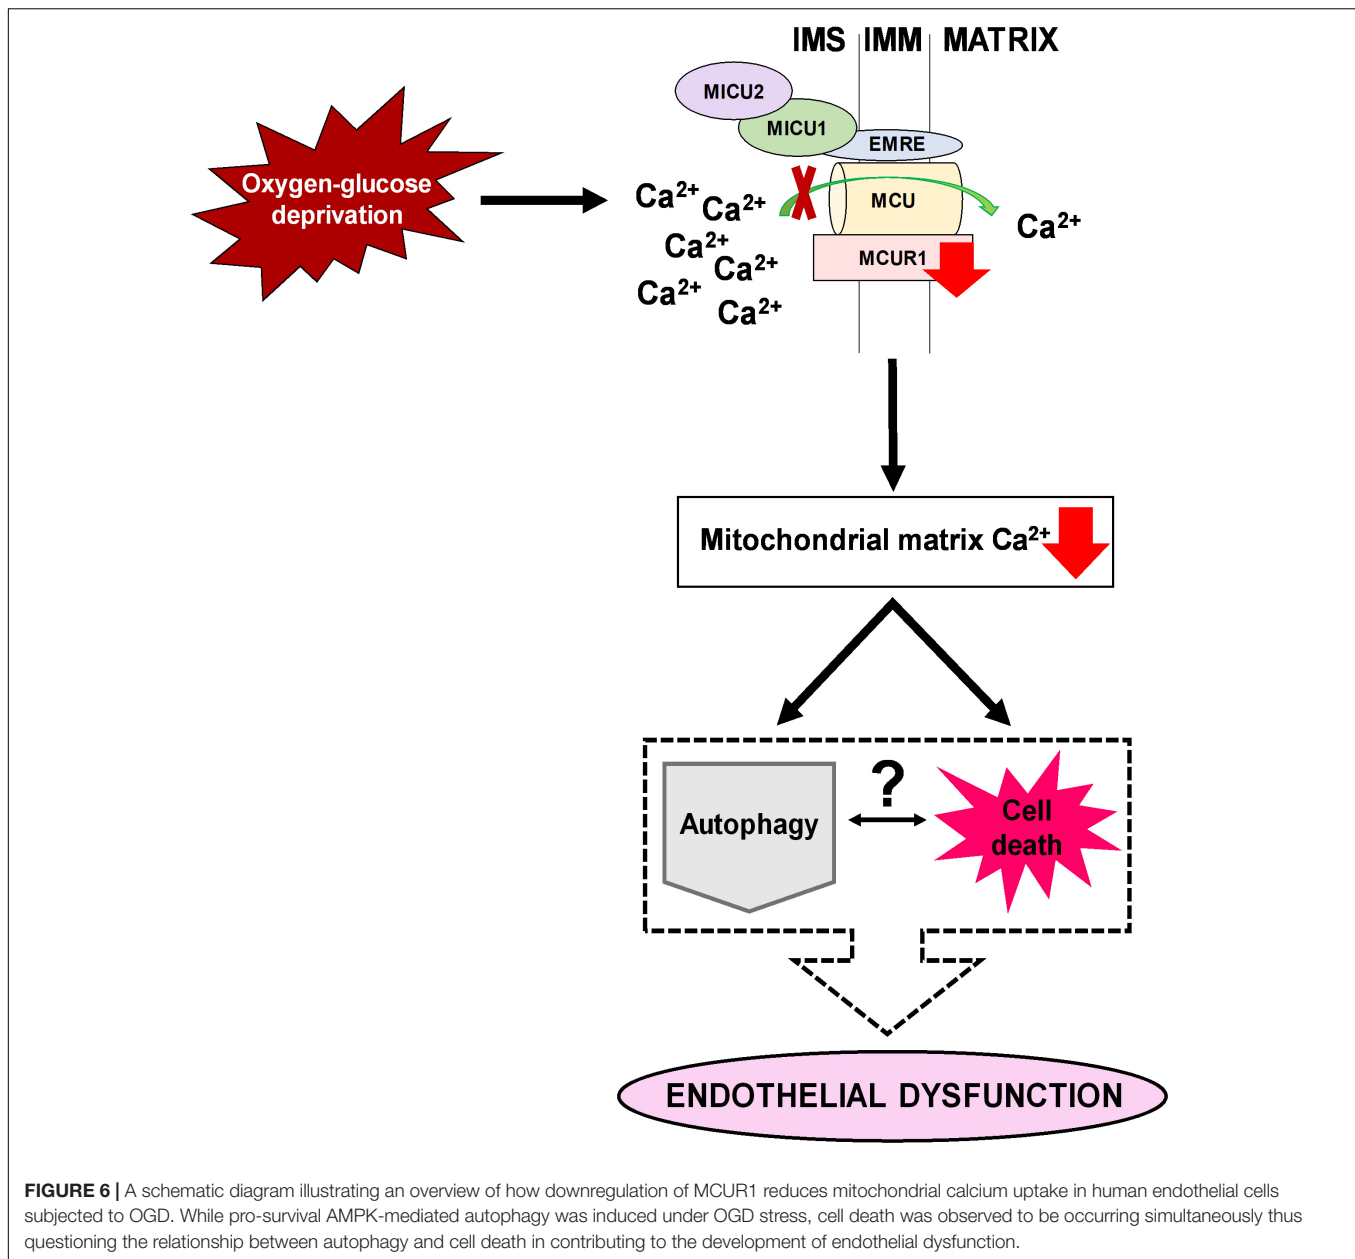 IMS IMM MATRIX
MICU2
MICU1
EMRE
Oxygen-glucose
deprivation
Ca²⁺
Ca²⁺
MCU
Ca²⁺
Ca²⁺
MCUR1
Ca²⁺
Ca²⁺
Ca²⁺
Mitochondrial matrix Ca²⁺
?
Autophagy
Cell
death
ENDOTHELIAL DYSFUNCTION
FIGURE 6 | A schematic diagram illustrating an overview of how downregulation of MCUR1 reduces mitochondrial calcium uptake in human endothelial cells
subjected to OGD. While pro-survival AMPK-mediated autophagy was induced under OGD stress, cell death was observed to be occurring simultaneously thus
questioning the relationship between autophagy and cell death in contributing to the development of endothelial dysfunction.